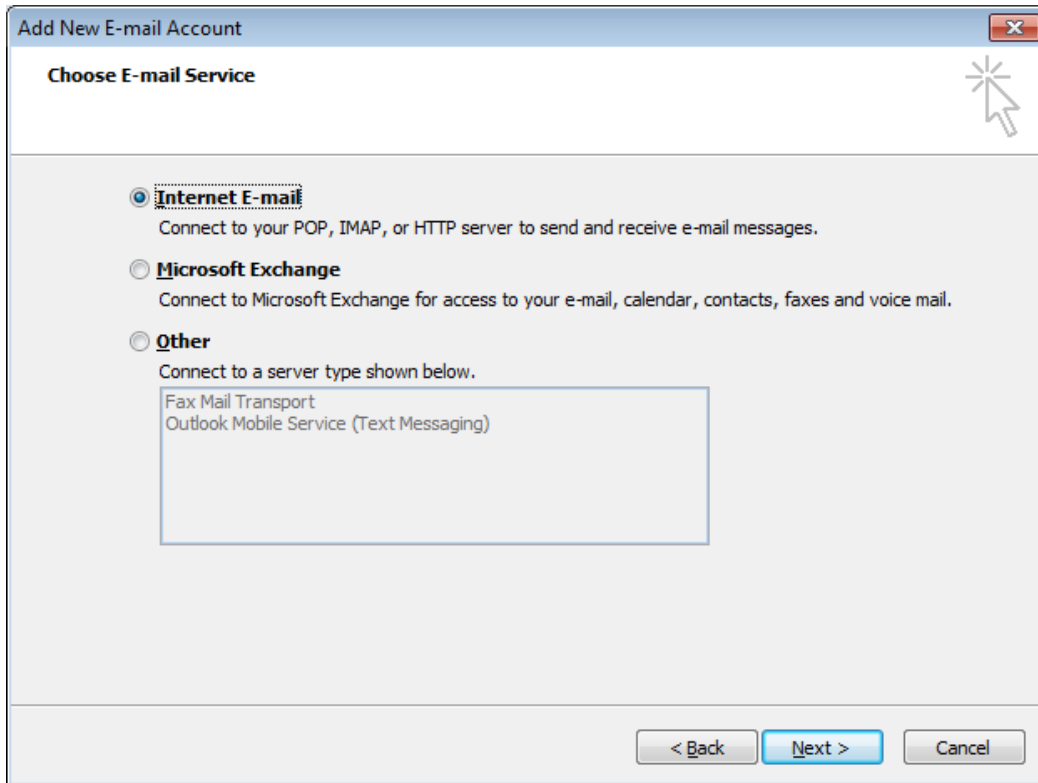 Add New E-mail Account
Choose E-mail Service
Internet E-mail
Connect to your POP, IMAP, or HTTP server to send and receive e-mail messages.
Microsoft Exchange
Connect to Microsoft Exchange for access to your e-mail, calendar, contacts, faxes and voice mail.
Other
Connect to a server type shown below.
Fax Mail Transport
Outlook Mobile Service (Text Messaging)
< Back Next > Cancel